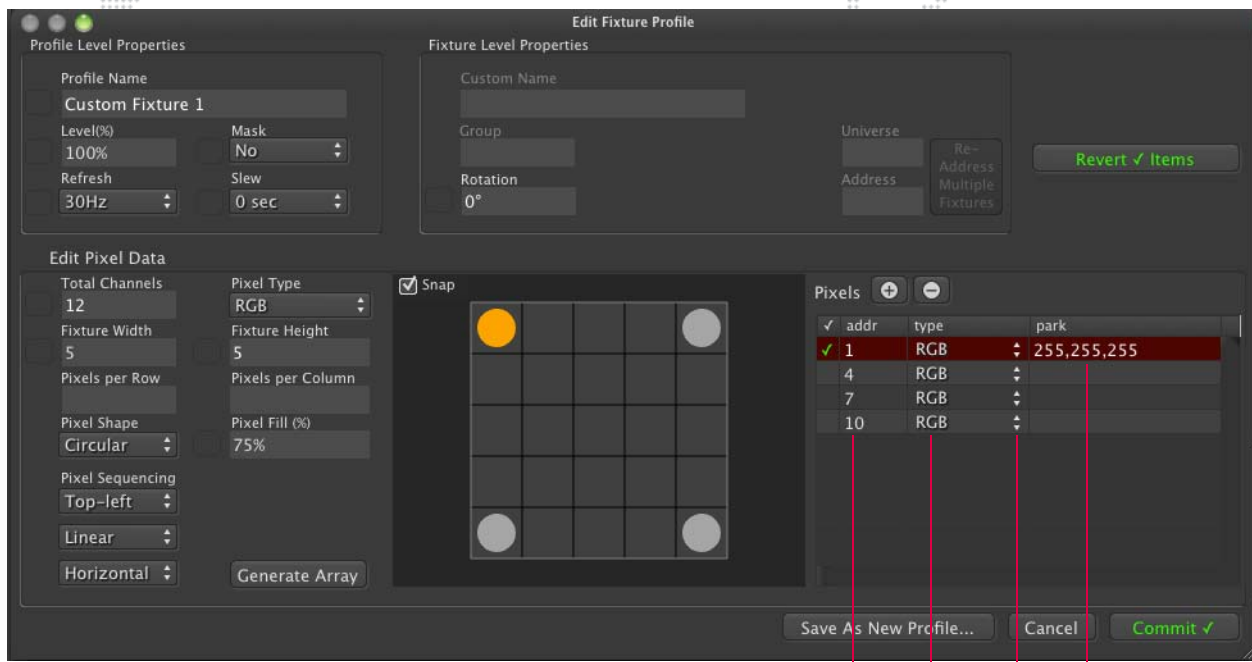 Edit Fixture Profile
Profile Level Properties
Fixture Level Properties
Profile Name
Custom Fixture 1
Level(%)
Mask
100%
No
Refresh
Slew
30Hz
0 sec
Custom Name
Group
Universe
Rotation
Address
0°
Re-
Address
Multiple
Fixtures
Revert ✓ Items
Edit Pixel Data
Total Channels
Pixel Type
12
RGB
Fixture Width
Fixture Height
5
5
Pixels per Row
Pixels per Column
Pixel Shape
Pixel Fill (%)
Circular
75%
Pixel Sequencing
Top-left
Linear
Horizontal
Generate Array
Snap
Pixels
✓ addr type park
✓ 1 RGB 255,255,255
4 RGB
7 RGB
10 RGB
Save As New Profile...
Cancel
Commit ✓